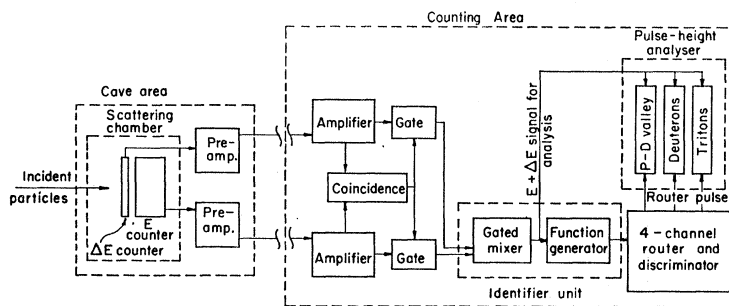 Counting Area
Pulse-height
analyser
P-D valley
Deuterons
Tritons
Cave area
Scattering
chamber
Pre-
amp.
Amplifier
Gate
E + ΔE signal for
analysis
Incident
particles
Coincidence
E
counter
ΔE counter
Pre-
amp.
Amplifier
Gate
Gated
mixer
Function
generator
Router pulse
4-channel
router and
discriminator
Identifier unit